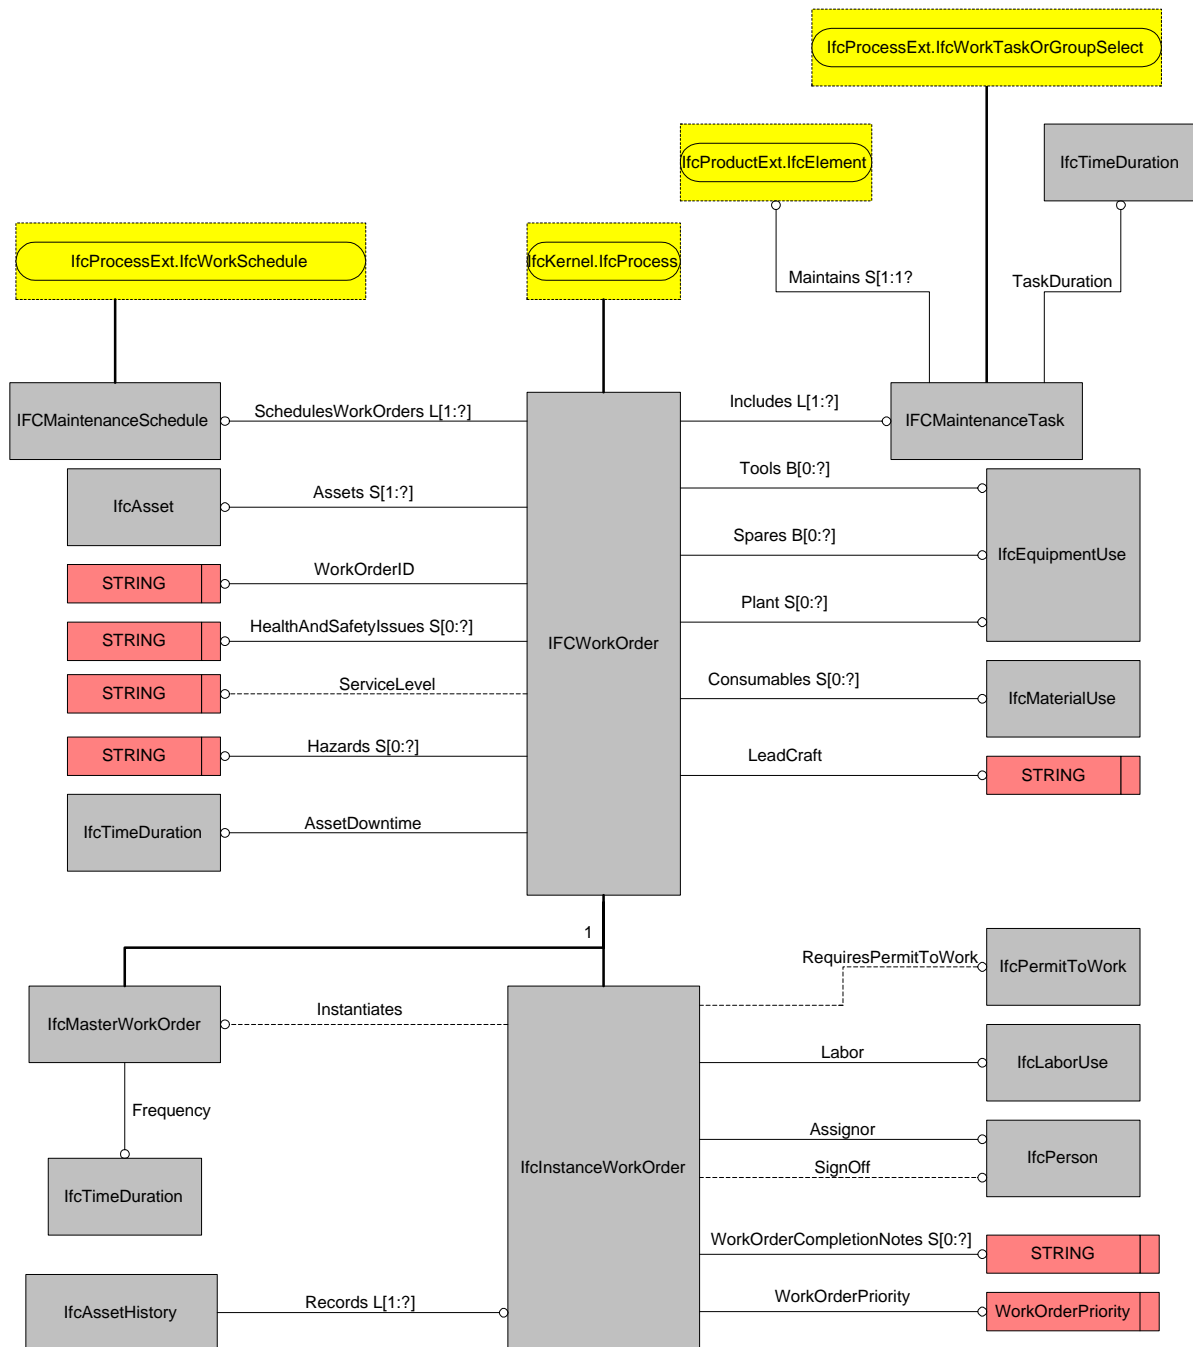 IfcProcessExt.IfcWorkTaskOrGroupSelect
IfcProductExt.IfcElement
IfcTimeDuration
IfcProcessExt.IfcWorkSchedule
IfcKernel.IfcProcess
Maintains S[1:1?
TaskDuration
IFCMaintenanceSchedule
SchedulesWorkOrders L[1:?]
Includes L[1:?]
IFCMaintenanceTask
Tools B[0:?]
IfcAsset
Assets S[1:?]
Spares B[0:?]
IfcEquipmentUse
STRING
WorkOrderID
Plant S[0:?]
STRING
HealthAndSafetyIssues S[0:?]
IFCWorkOrder
STRING
ServiceLevel
Consumables S[0:?]
IfcMaterialUse
STRING
Hazards S[0:?]
LeadCraft
STRING
IfcTimeDuration
AssetDowntime
1
RequiresPermitToWork
IfcPermitToWork
IfcMasterWorkOrder
Instantiates
Labor
IfcLaborUse
Frequency
Assignor
IfcPerson
IfcInstanceWorkOrder
SignOff
IfcTimeDuration
WorkOrderCompletionNotes S[0:?]
STRING
IfcAssetHistory
Records L[1:?]
WorkOrderPriority
WorkOrderPriority